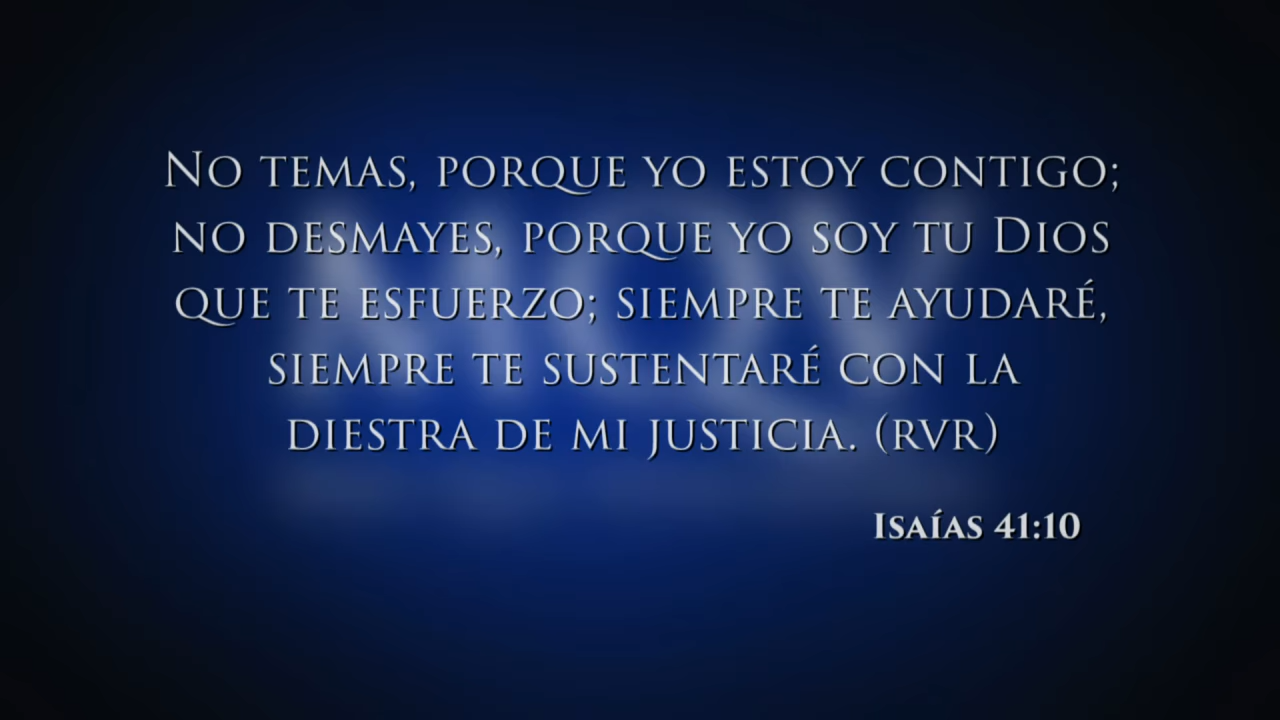 No temas, porque yo estoy contigo;
no desmayes, porque yo soy tu Dios
que te esfuerzo; siempre te ayudaré,
siempre te sustentaré con la
diestra de mi justicia. (rvr)
Isaías 41:10